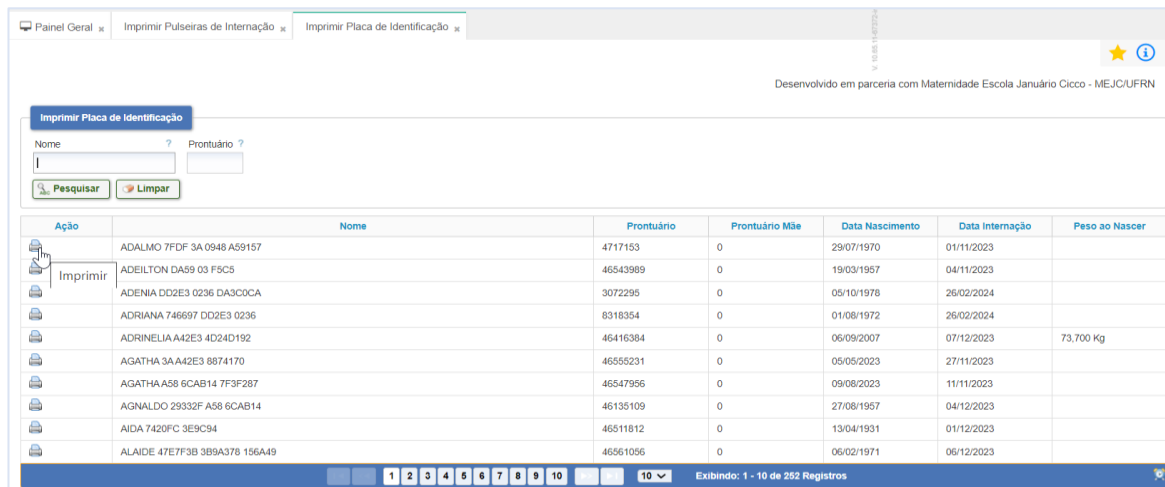 Painel Geral x Imprimir Pulseiras de Internação x Imprimir Placa de Identificação x
Desenvolvido em parceria com Maternidade Escola Januário Cicco - MEJC/UFRN
Imprimir Placa de Identificação
Nome ? Prontuário ?
Pesquisar Limpar
Ação Nome Prontuário Prontuário Mãe Data Nascimento Data Internação Peso ao Nascer
ADALMO 7FDF 3A 0948 A59157 4717153 0 29/07/1970 01/11/2023
ADEILTON DA59 03 F5C5 46543989 0 19/03/1957 04/11/2023
Imprimir
ADENIA DD2E3 0236 DA3C0CA 3072295 0 05/10/1978 26/02/2024
ADRIANA 746697 DD2E3 0236 8318354 0 01/08/1972 26/02/2024
ADRINELIA A42E3 4D24D192 46416384 0 06/09/2007 07/12/2023 73,700 Kg
AGATHA 3A A42E3 8874170 46555231 0 05/05/2023 27/11/2023
AGATHA A58 6CAB14 7F3F287 46547956 0 09/08/2023 11/11/2023
AGNALDO 29332F A58 6CAB14 46135109 0 27/08/1957 04/12/2023
AIDA 7420FC 3E9C94 46511812 0 13/04/1931 01/12/2023
ALAIDE 47E7F3B 3B9A378 156A49 46561056 0 06/02/1971 06/12/2023
1 2 3 4 5 6 7 8 9 10 10 Exibindo: 1 - 10 de 252 Registros